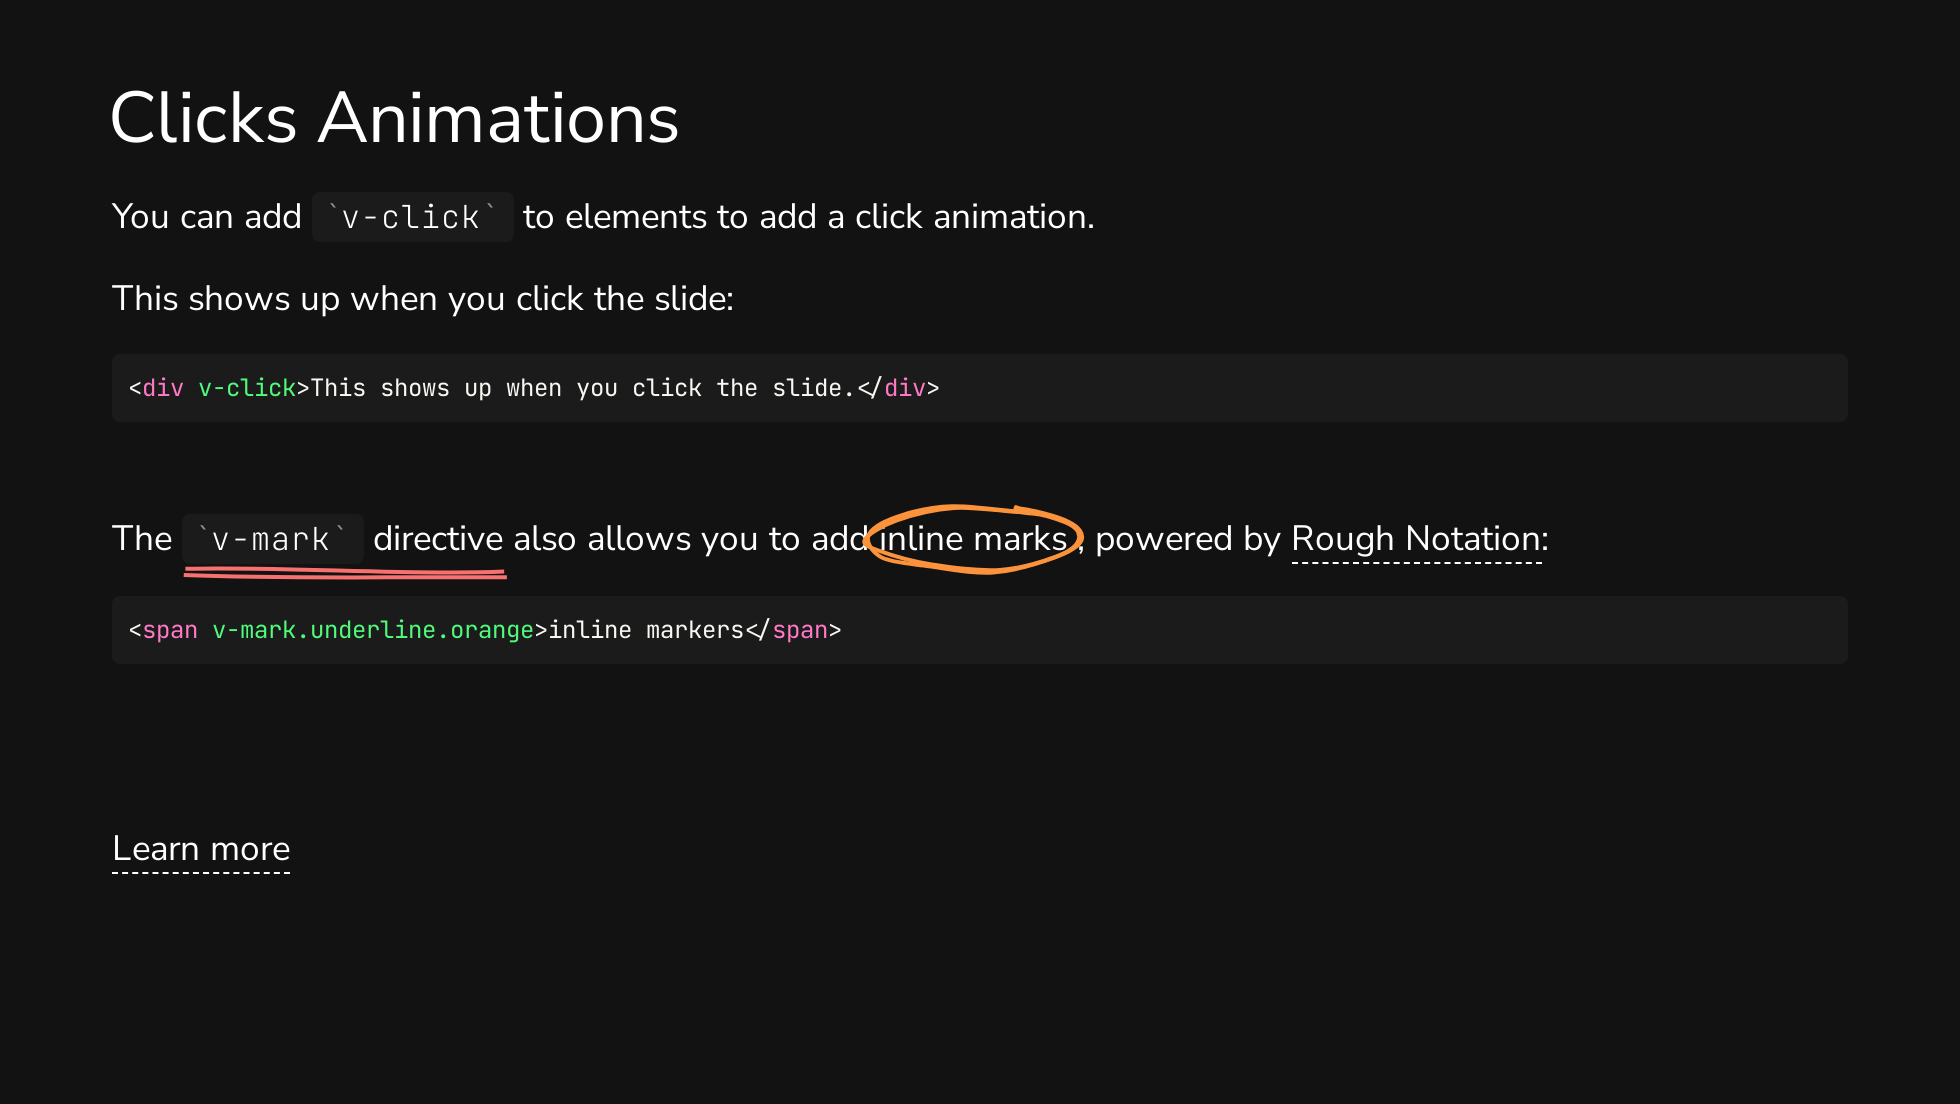 Clicks Animations
You can add `v-click` to elements to add a click animation.
This shows up when you click the slide:
<div v-click>This shows up when you click the slide.</div>
The `v-mark` directive also allows you to add inline marks , powered by Rough Notation:
<span v-mark.underline.orange>inline markers</span>
Learn more